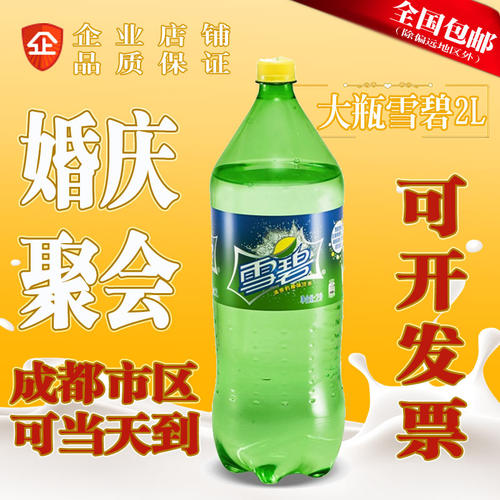 企
企业店铺
品质保证
全国包邮
(除偏远地区外)
大瓶雪碧2L
婚庆
聚会
可开发票
雪碧
成都市区
可当天到